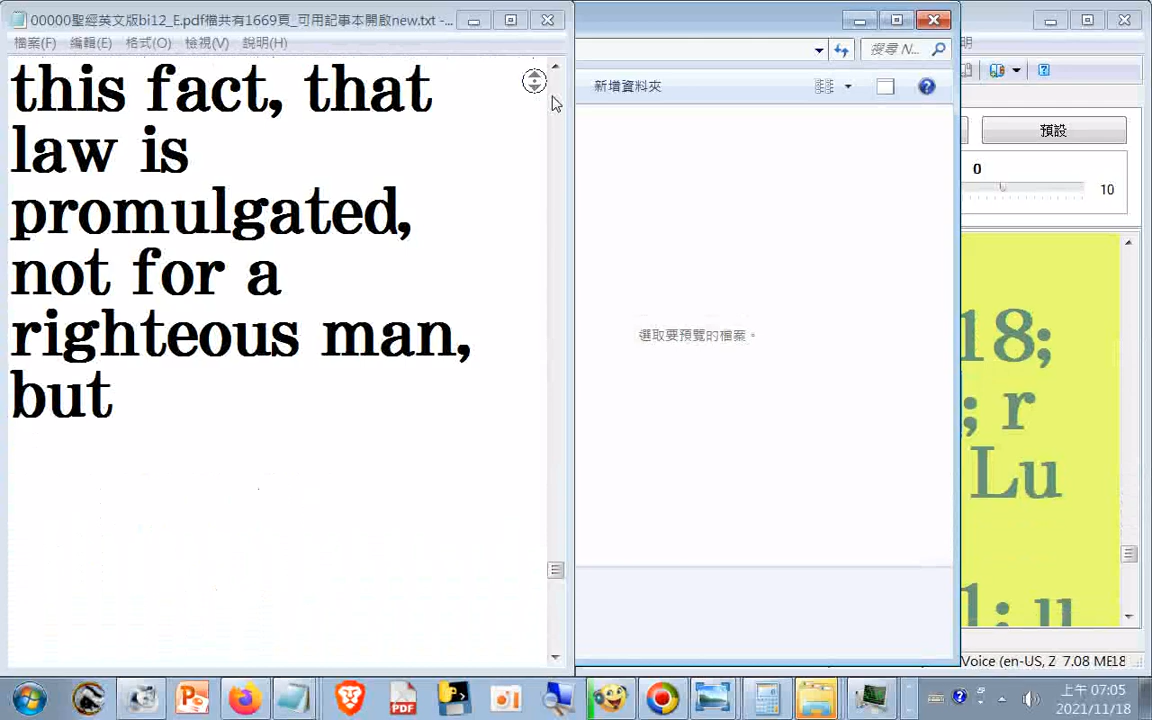 00000聖經英文版bi12_E.pdf檔共有1669頁_可用記事本開啟new.txt -...
檔案(F) 編輯(E) 格式(O) 檢視(V) 說明(H)
this fact, that
law is
promulgated,
not for a
righteous man,
but
搜尋 N...
新增資料夾
選取要預覽的檔案。
明
預設
0
10
18;
; r
Lu
1: u
Voice (en-US, Z 7.08 ME18
上午 07:05
2021/11/18